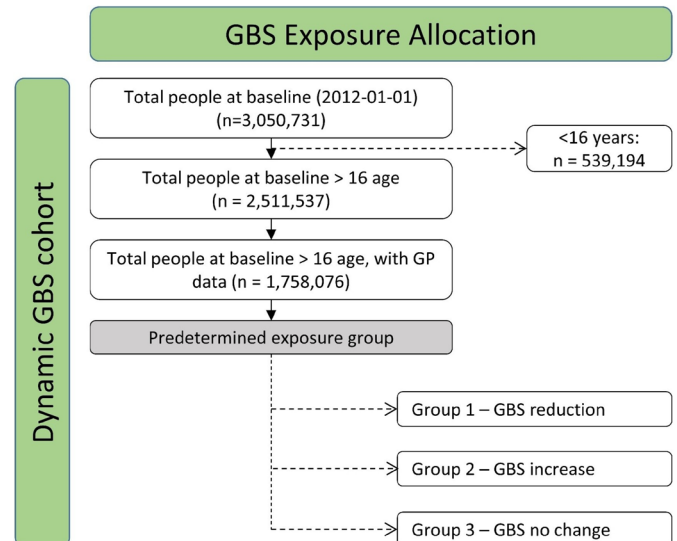 GBS Exposure Allocation
Dynamic GBS cohort
Total people at baseline (2012-01-01)
(n=3,050,731)
<16 years:
n = 539,194
Total people at baseline > 16 age
(n = 2,511,537)
Total people at baseline > 16 age, with GP
data (n = 1,758,076)
Predetermined exposure group
Group 1 – GBS reduction
Group 2 – GBS increase
Group 3 – GBS no change